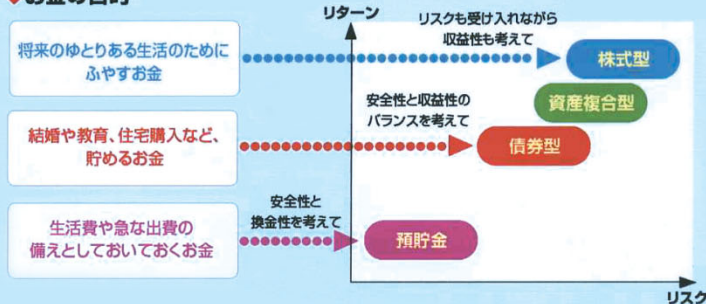 リターン
将来のゆとりある生活のために
ふやすお金
リスクも受け入れながら
収益性も考えて
株式型
資産複合型
結婚や教育、住宅購入など、
貯めるお金
安全性と収益性の
バランスを考えて
債券型
生活費や急な出費の
備えとしておいておくお金
安全性と
換金性を考えて
預貯金
リスク